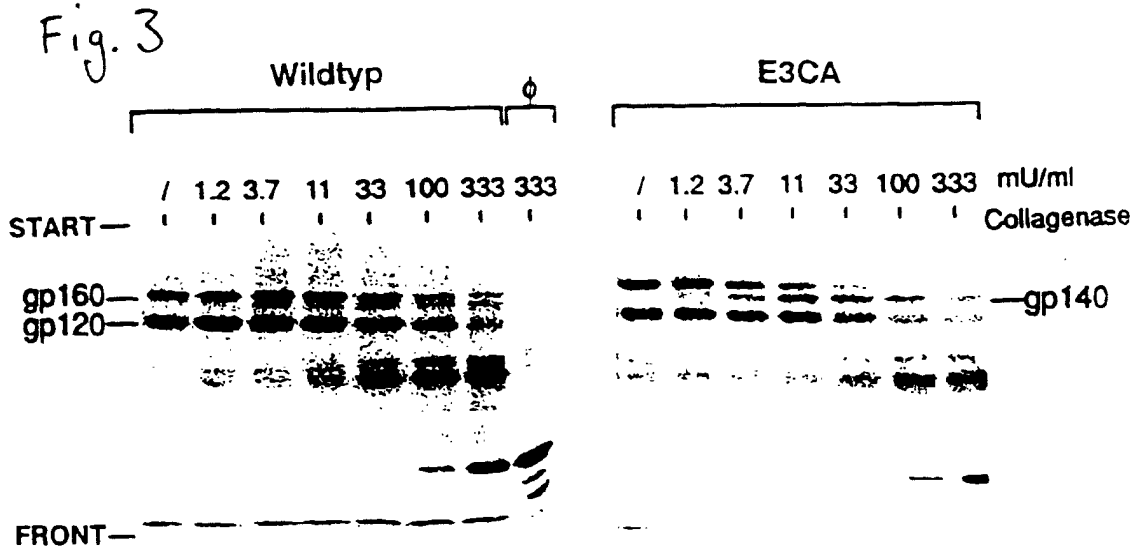 Fig. 3
Wildtyp
ϕ
E3CA
/ 1.2 3.7 11 33 100 333 333
/ 1.2 3.7 11 33 100 333 mU/ml
START
Collagenase
gp160
gp120
gp140
FRONT